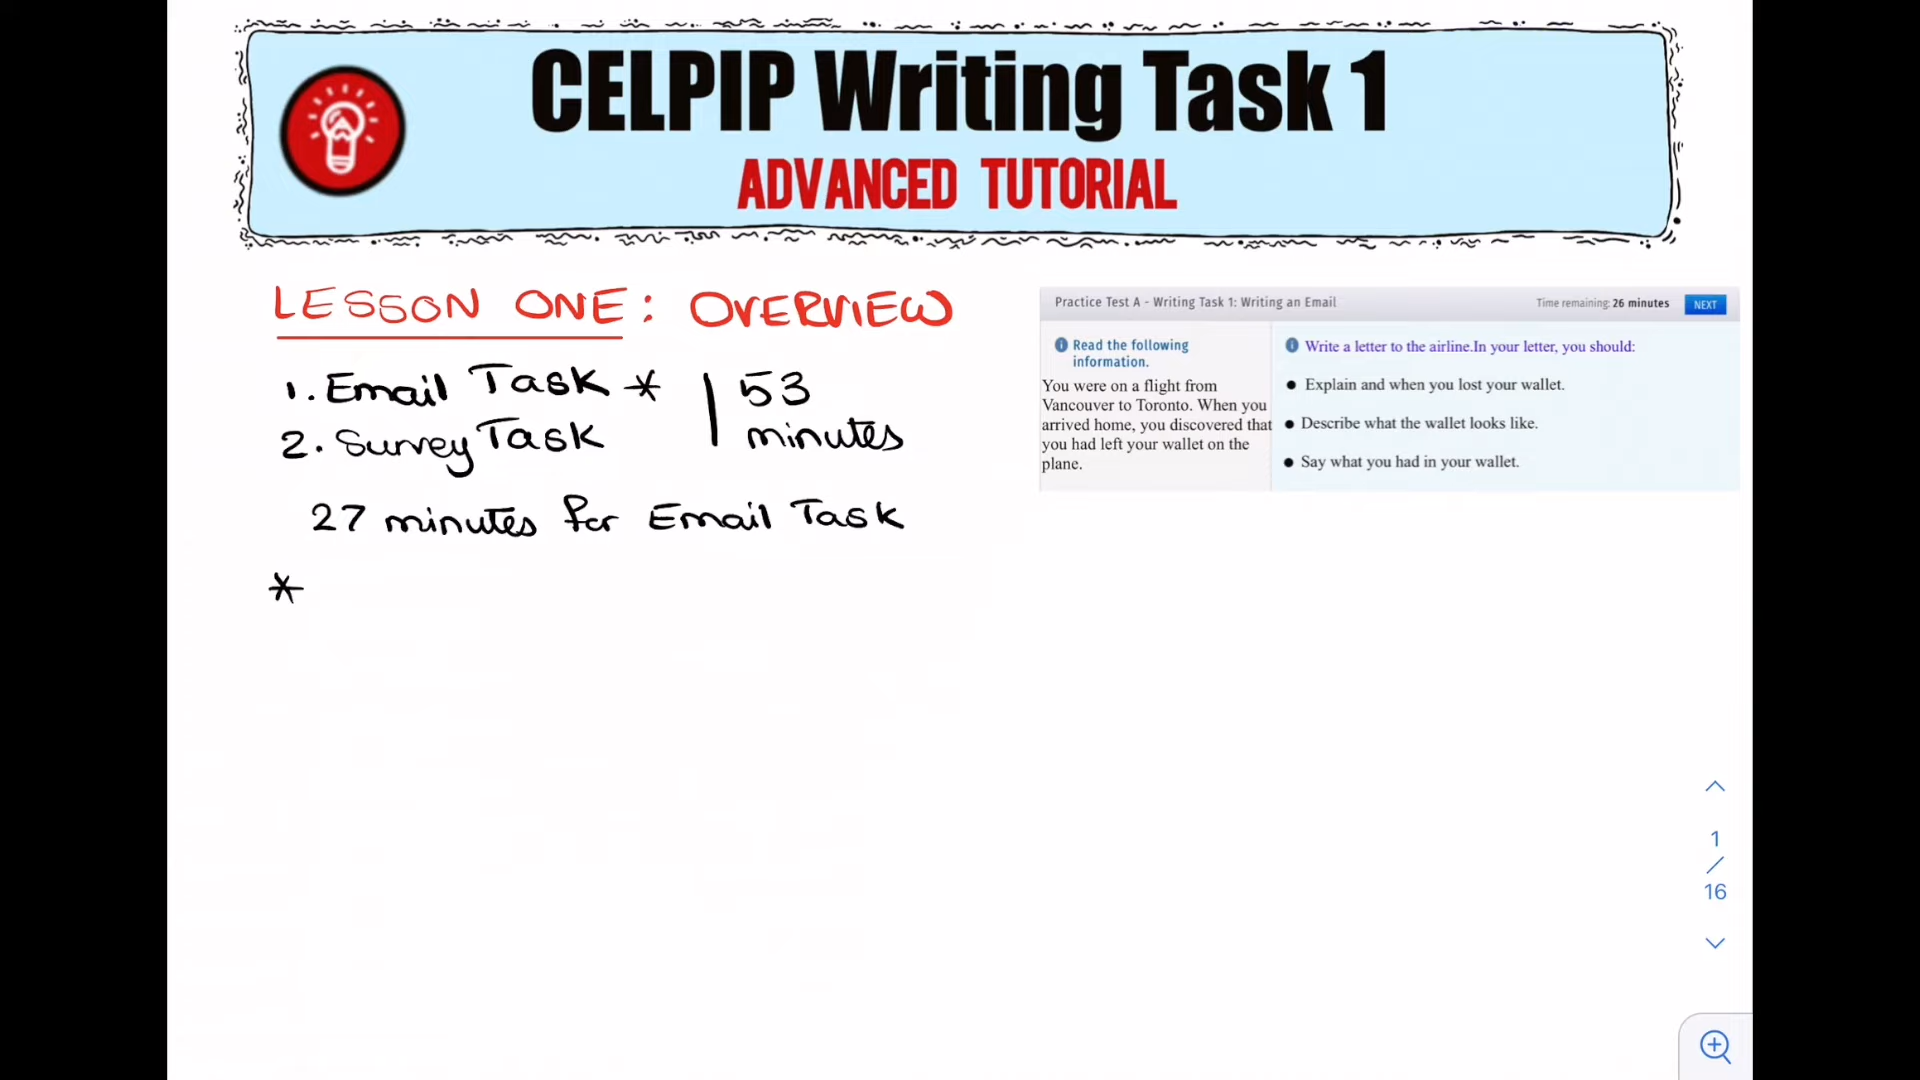 CELPIP Writing Task 1
ADVANCED TUTORIAL
LESSON ONE: OVERVIEW
1. Email Task * | 53
2. Survey Task minutes
27 minutes for Email Task
*
Practice Test A - Writing Task 1: Writing an Email
Time remaining: 26 minutes
NEXT
Read the following
information.
You were on a flight from
Vancouver to Toronto. When you
arrived home, you discovered that
you had left your wallet on the
plane.
Write a letter to the airline.In your letter, you should:
● Explain and when you lost your wallet.
● Describe what the wallet looks like.
● Say what you had in your wallet.
1
/
16